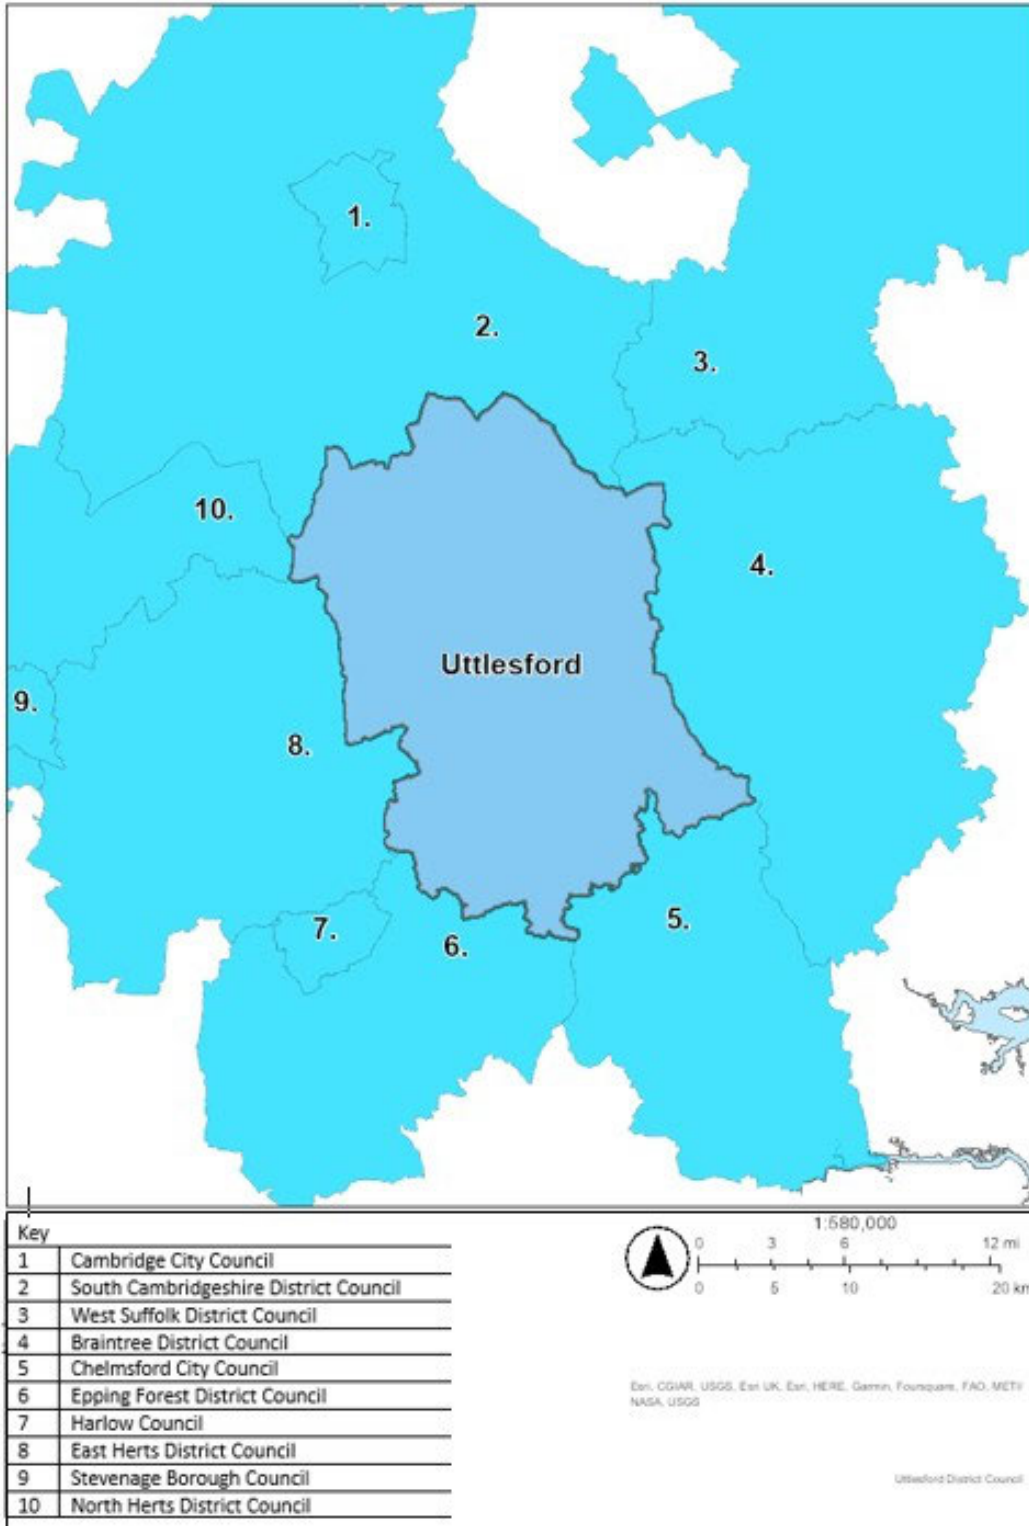 1.
2.
3.
10.
4.
Uttlesford
9.
8.
5.
7.
6.
Key
1 Cambridge City Council
2 South Cambridgeshire District Council
3 West Suffolk District Council
4 Braintree District Council
5 Chelmsford City Council
6 Epping Forest District Council
7 Harlow Council
8 East Herts District Council
9 Stevenage Borough Council
10 North Herts District Council
1:580,000
0 3 6 12 mi
0 5 10 20 km
Esri, CGIAR, USGS, Esri UK, Esri, HERE, Garmin, Foursquare, FAO, METI/
NASA, USGS
Uttlesford District Council